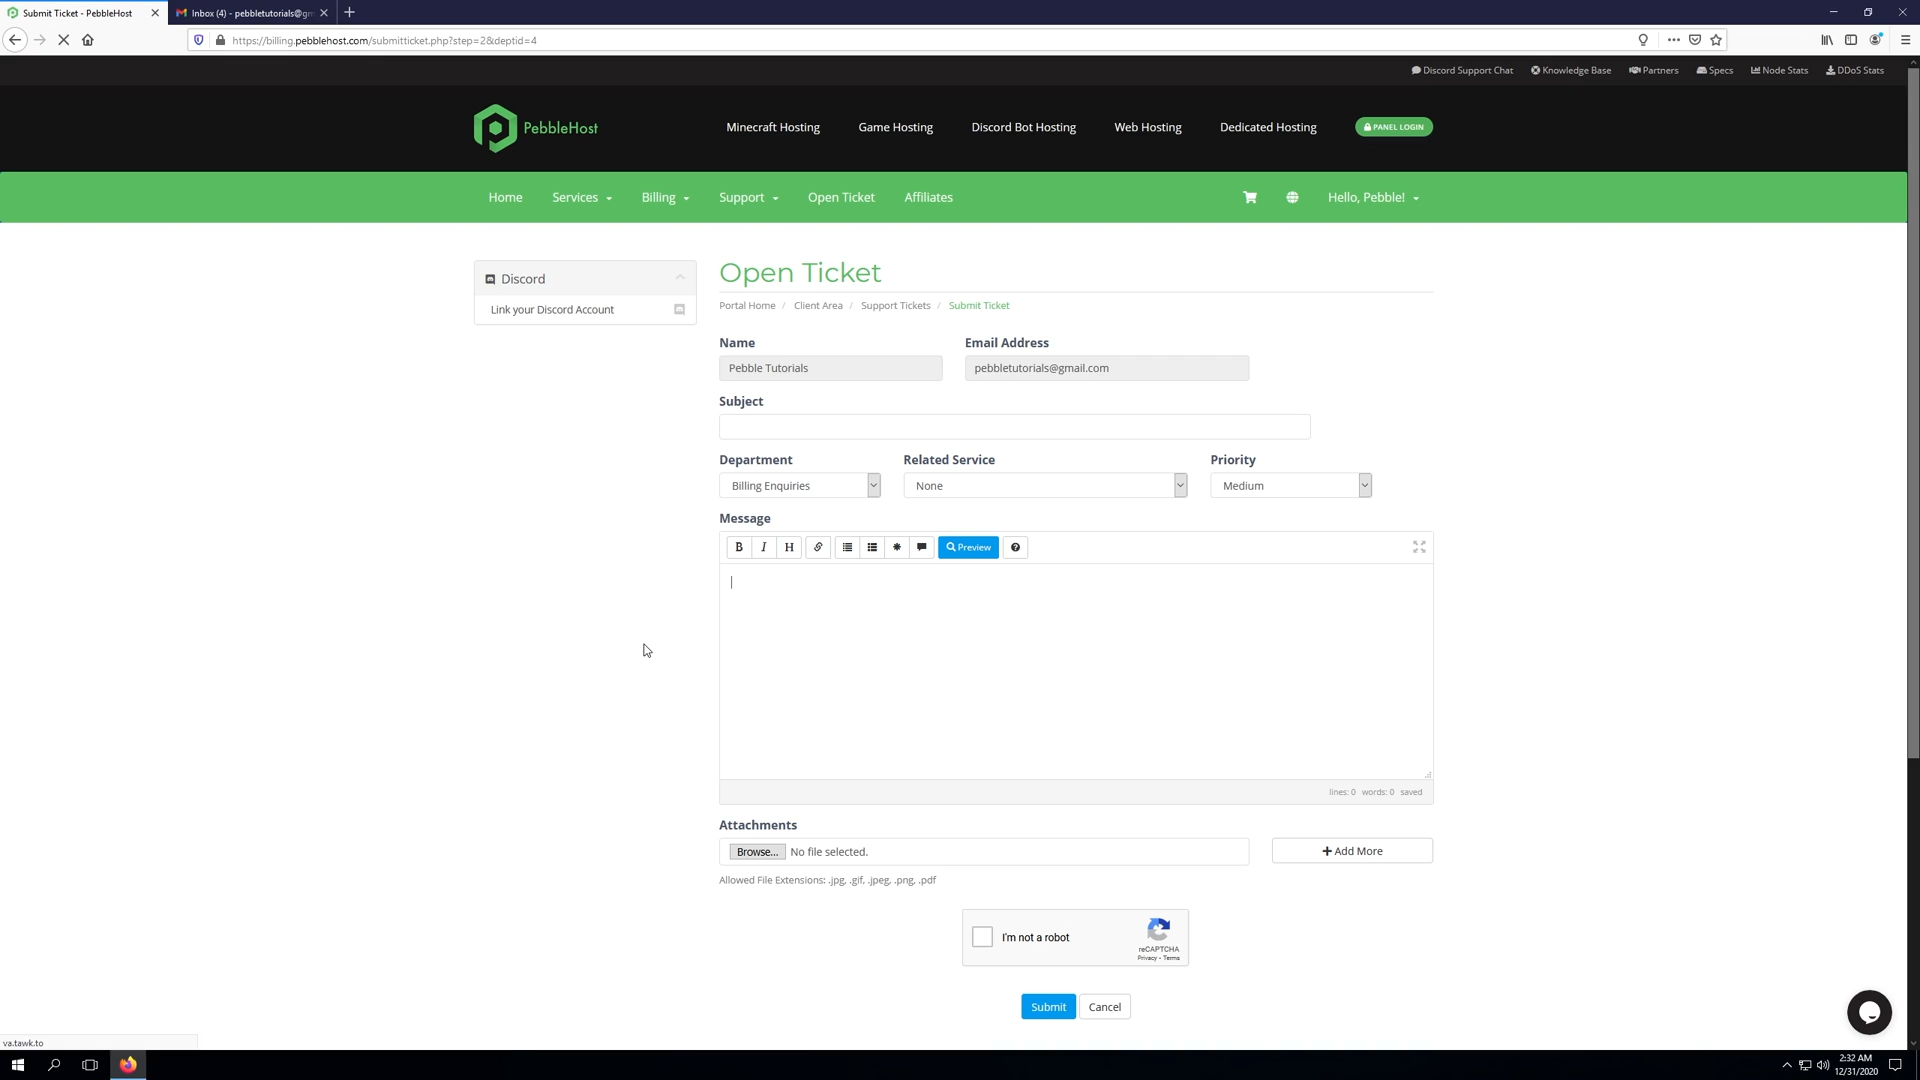 Submit Ticket - PebbleHost
Inbox (4) - pebbletutorials@gm
https://billing.pebblehost.com/submitticket.php?step=2&deptid=4
Discord Support Chat Knowledge Base Partners Specs Node Stats DDoS Stats
PebbleHost
Minecraft Hosting Game Hosting Discord Bot Hosting Web Hosting Dedicated Hosting PANEL LOGIN
Home Services Billing Support Open Ticket Affiliates Hello, Pebble!
Discord
Link your Discord Account
Open Ticket
Portal Home / Client Area / Support Tickets / Submit Ticket
Name Email Address
Pebble Tutorials pebbletutorials@gmail.com
Subject
Department Related Service Priority
Billing Enquiries None Medium
Message
B I H Preview
lines: 0 words: 0 saved
Attachments
Browse... No file selected. + Add More
Allowed File Extensions: .jpg, .gif, .jpeg, .png, .pdf
I'm not a robot
reCAPTCHA
Privacy - Terms
Submit Cancel
va.tawk.to
2:32 AM
12/31/2020